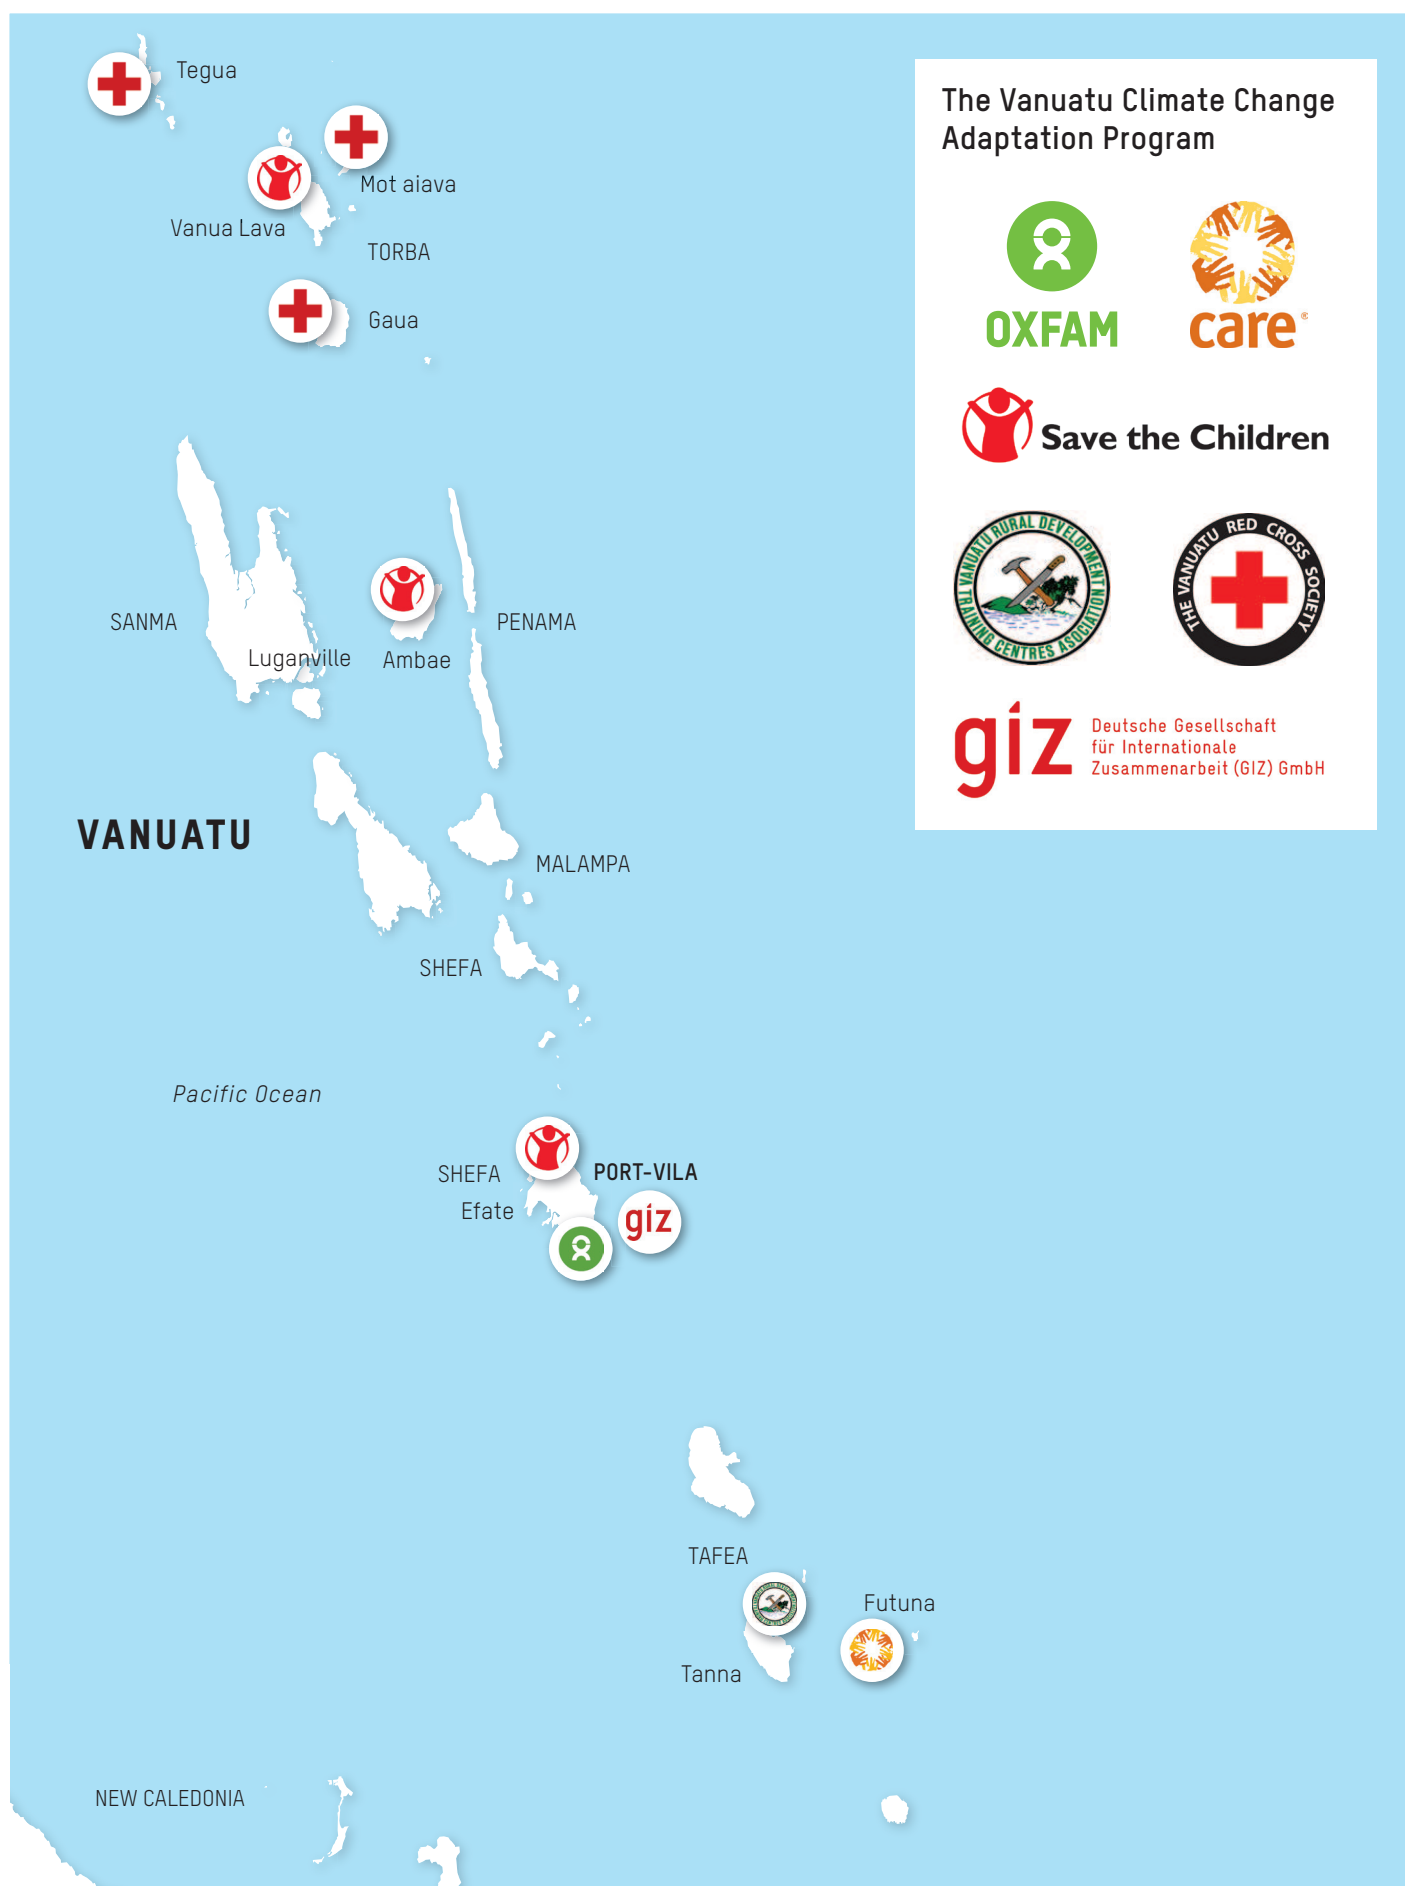 Tegua
Mot aiava
Vanua Lava
TORBA
Gaua
The Vanuatu Climate Change
Adaptation Program
OXFAM
care®
Save the Children
VANUATU RURAL DEVELOPMENT
TRAINING CENTRES ASOCIATION
THE VANUATU RED CROSS SOCIETY
giz
Deutsche Gesellschaft
für Internationale
Zusammenarbeit (GIZ) GmbH
SANMA
PENAMA
Luganville
Ambae
VANUATU
MALAMPA
SHEFA
Pacific Ocean
SHEFA
PORT-VILA
Efate
giz
TAFEA
Futuna
Tanna
NEW CALEDONIA